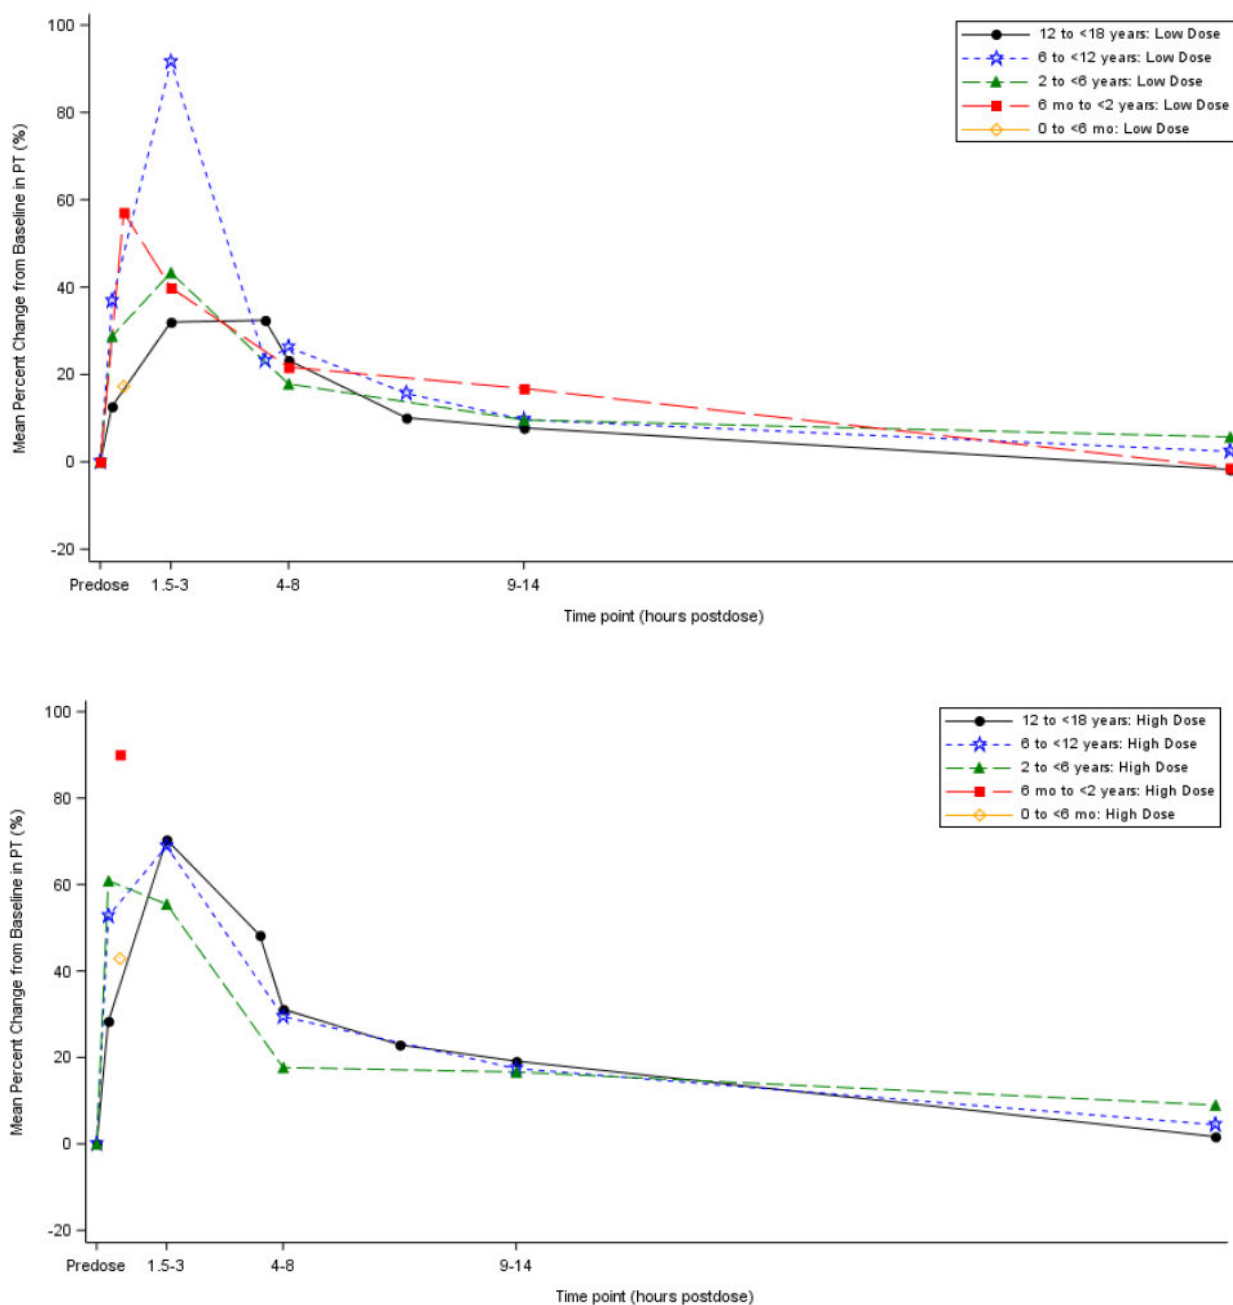 100
80
60
40
20
0
-20
Mean Percent Change from Baseline in PT (%)
12 to <18 years: Low Dose
6 to <12 years: Low Dose
2 to <6 years: Low Dose
6 mo to <2 years: Low Dose
0 to <6 mo: Low Dose
Predose 1.5-3 4-8 9-14
Time point (hours postdose)
100
80
60
40
20
0
-20
Mean Percent Change from Baseline in PT (%)
12 to <18 years: High Dose
6 to <12 years: High Dose
2 to <6 years: High Dose
6 mo to <2 years: High Dose
0 to <6 mo: High Dose
Predose 1.5-3 4-8 9-14
Time point (hours postdose)